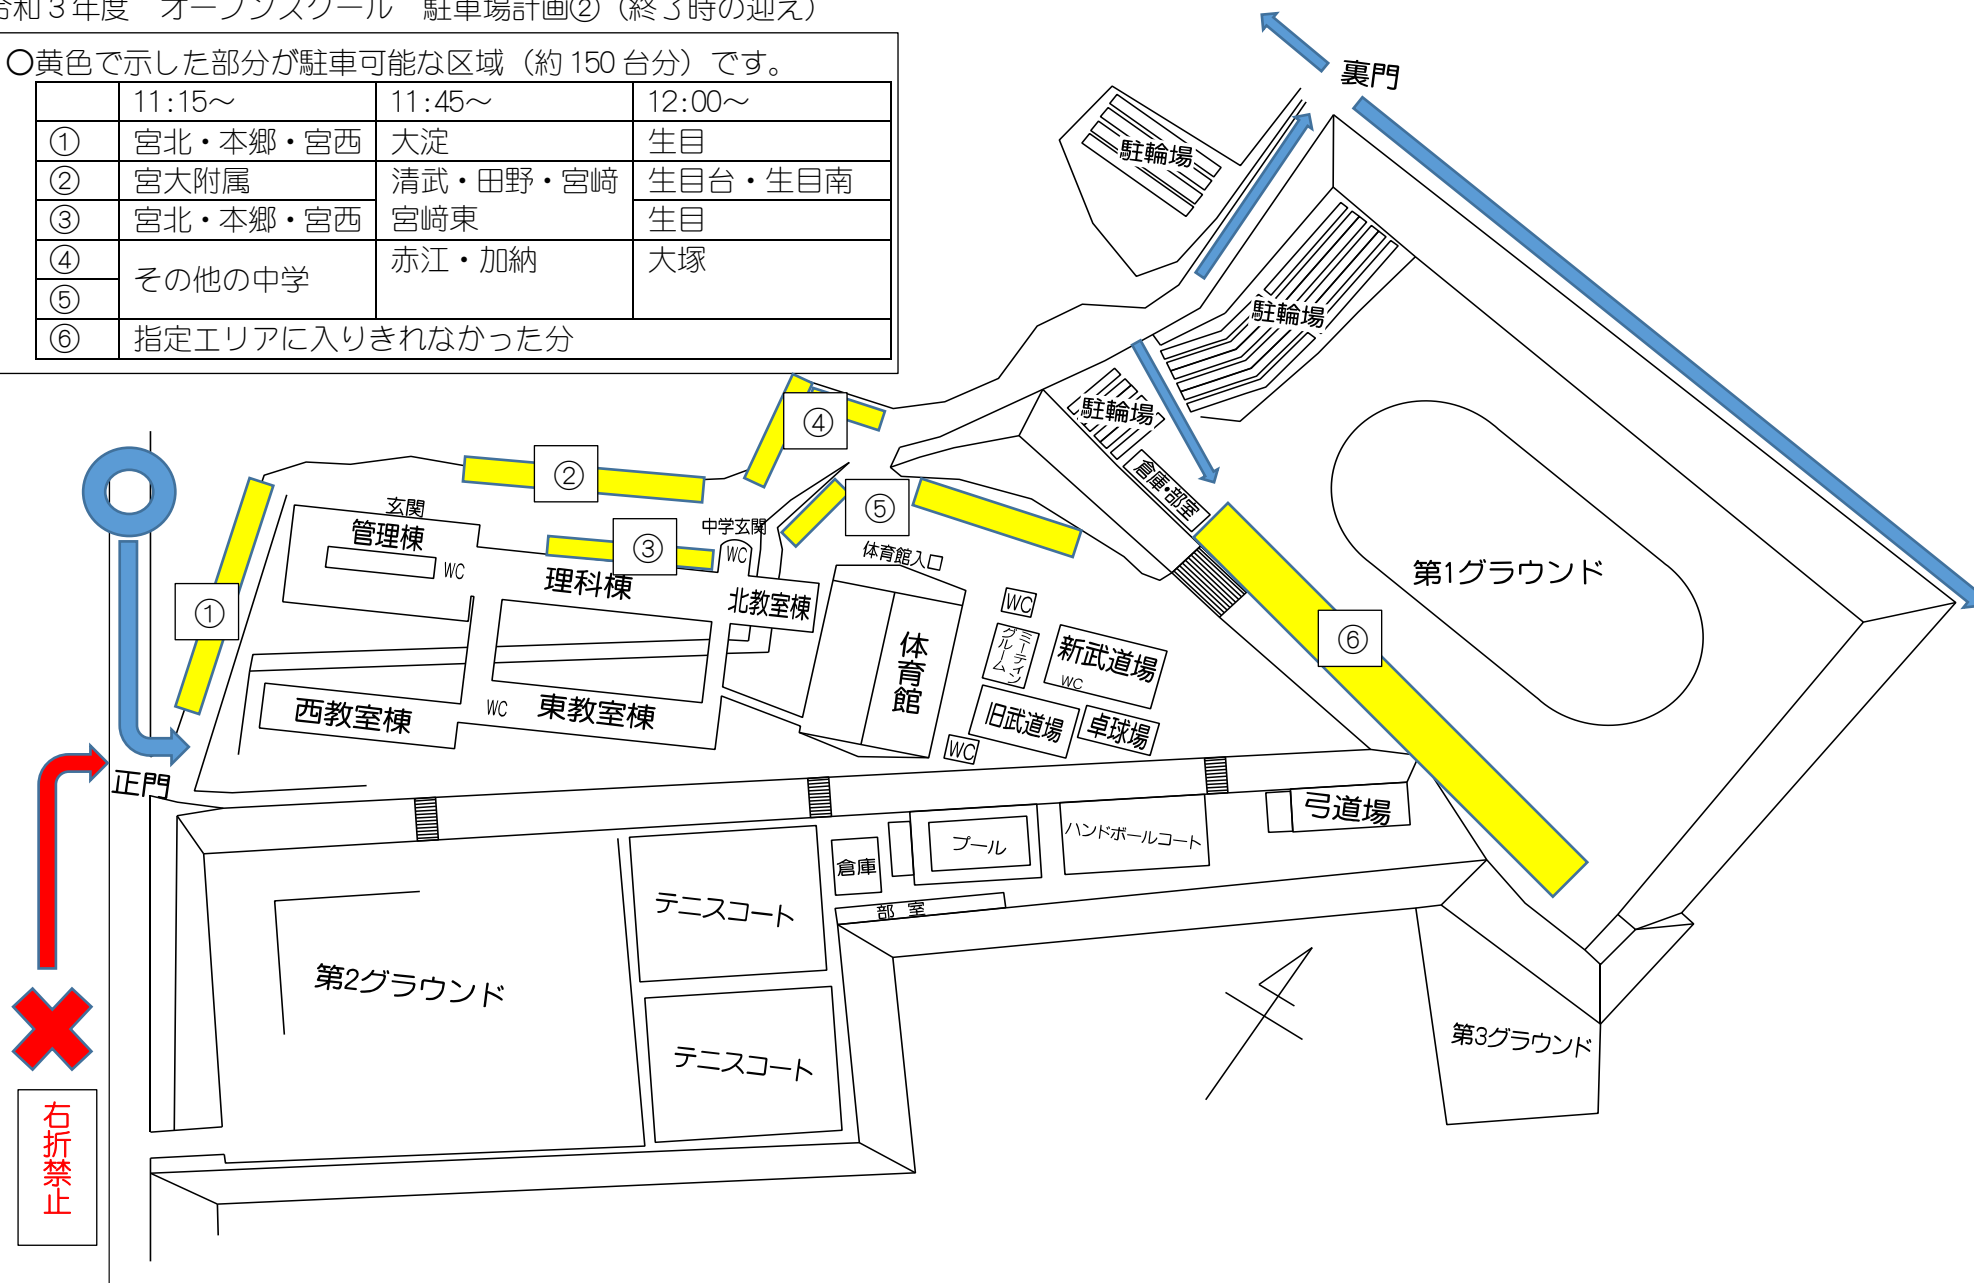 令和３年度　オープンスクール　駐車場計画②（終了時の迎え）
〇黄色で示した部分が駐車可能な区域（約150台分）です。
11:15～ 11:45～ 12:00～
① 宮北・本郷・宮西 大淀 生目
② 宮大附属 清武・田野・宮﨑 生目台・生目南
③ 宮北・本郷・宮西 宮﨑東 生目
④ その他の中学 赤江・加納 大塚
⑤
⑥ 指定エリアに入りきれなかった分
裏門
駐輪場
駐輪場
駐輪場
倉庫・部室
①
②
③
④
⑤
⑥
玄関
管理棟
WC
中学玄関
WC
理科棟
北教室棟
体育館入口
体育館
西教室棟
WC
東教室棟
WC
ミーティングルーム
新武道場
WC
旧武道場
卓球場
WC
第1グラウンド
正門
弓道場
ハンドボールコート
プール
倉庫
部室
テニスコート
テニスコート
第2グラウンド
第3グラウンド
右折禁止